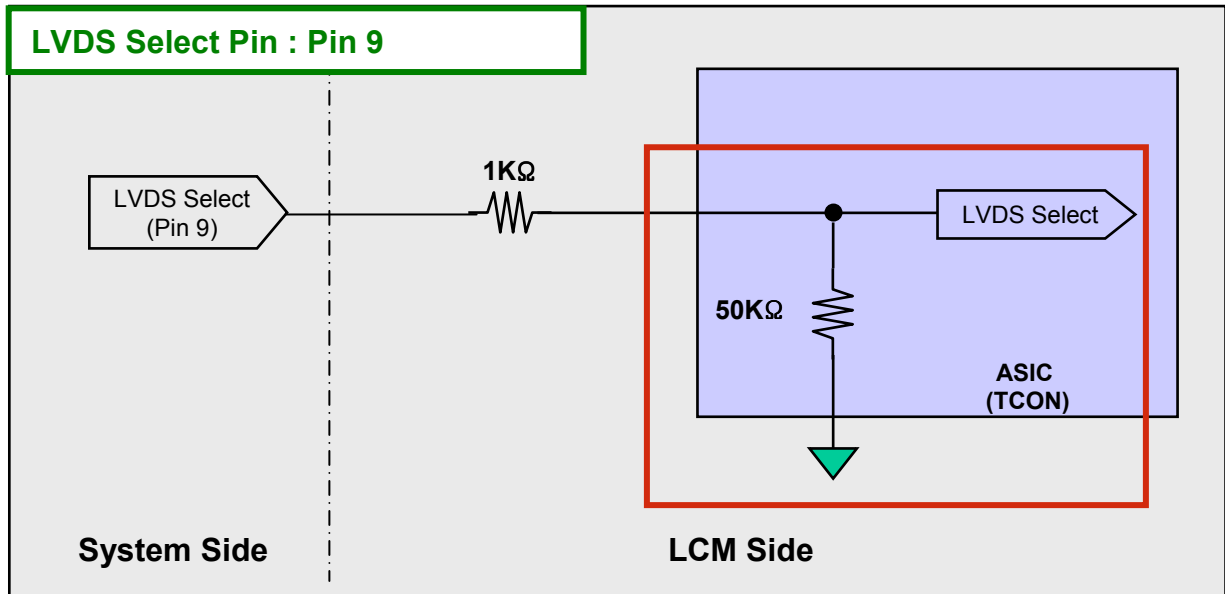 LVDS Select Pin : Pin 9
1KΩ
LVDS Select
(Pin 9)
LVDS Select
50KΩ
ASIC
(TCON)
System Side
LCM Side